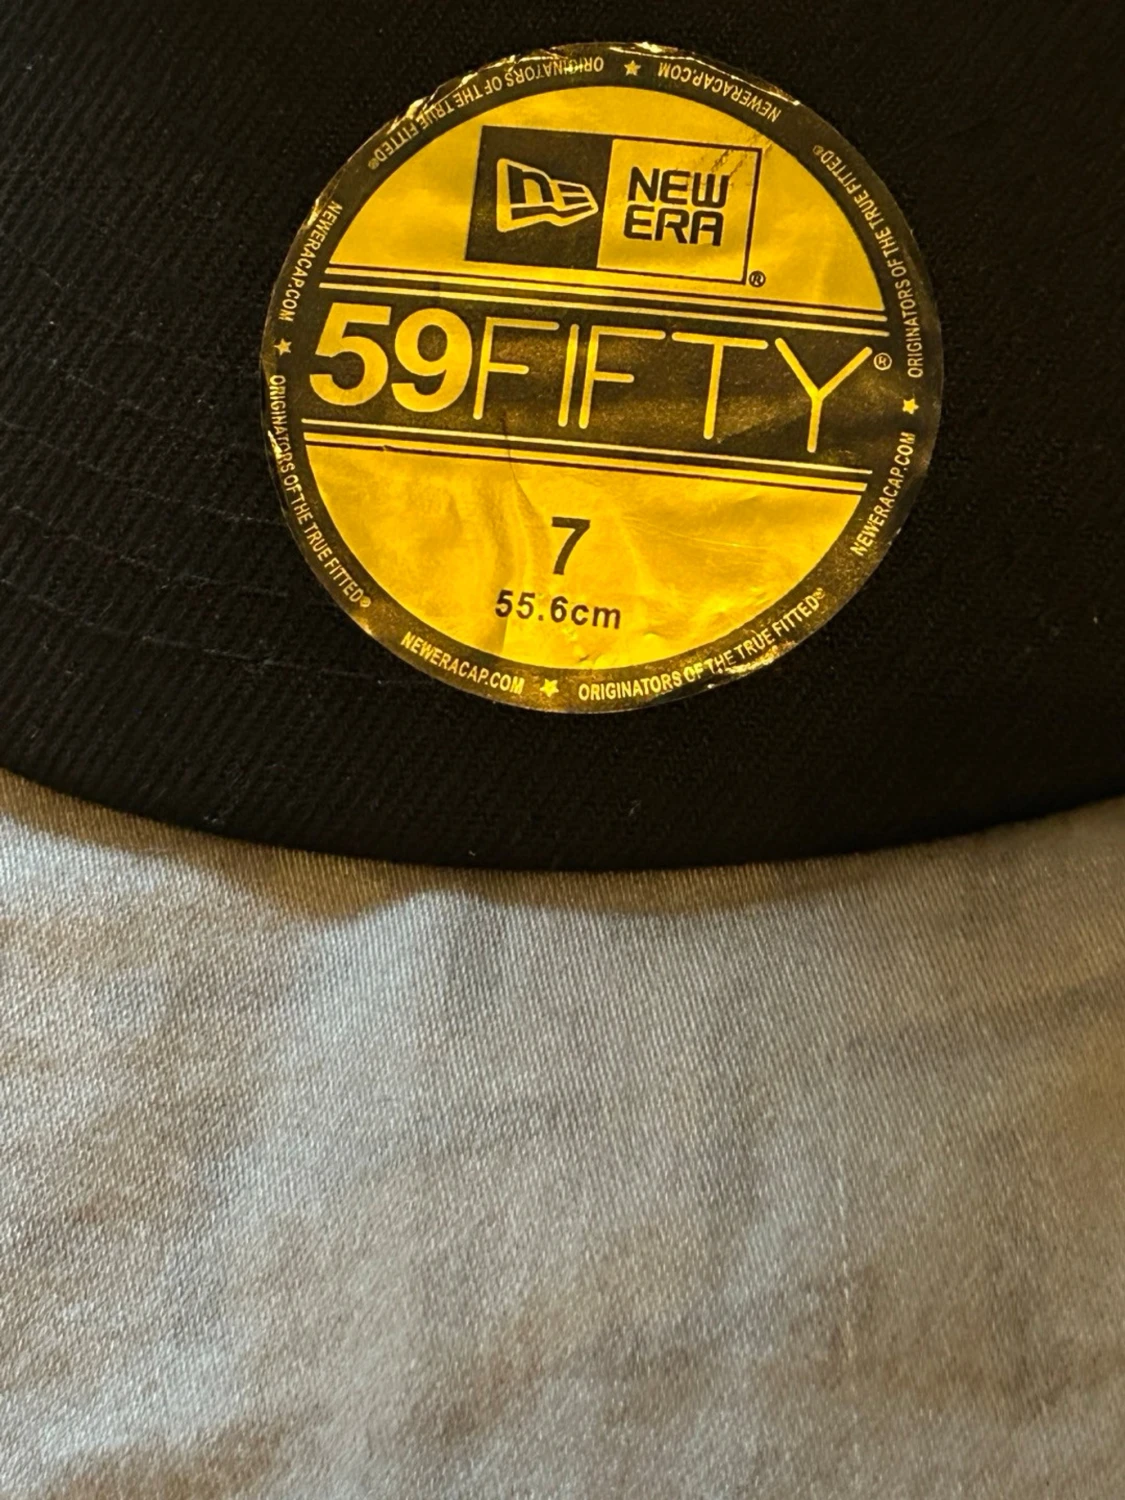 NEW
ERA®
59FIFTY®
7
55.6cm
NEWERACAP.COM ★ ORIGINATORS OF THE TRUE FITTED®
NEWERACAP.COM ★ ORIGINATORS OF THE TRUE FITTED®
NEWERACAP.COM ★ ORIGINATORS OF THE TRUE FITTED®
NEWERACAP.COM ★ ORIGINATORS OF THE TRUE FITTED®